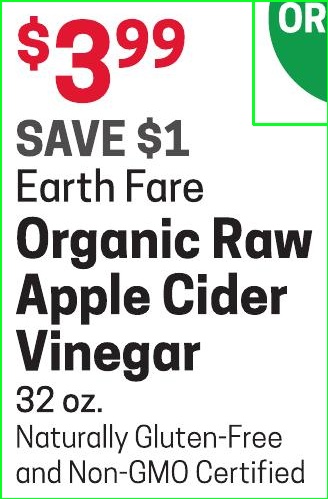 $3.99
OR
SAVE $1
Earth Fare
Organic Raw
Apple Cider
Vinegar
32 oz.
Naturally Gluten-Free
and Non-GMO Certified